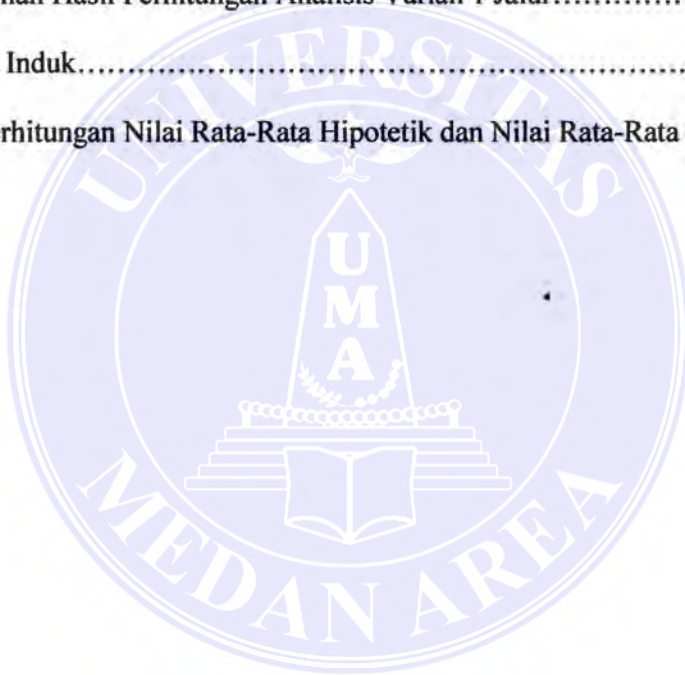 Hasil Perhitungan Analisis Varian 1 Jalur
Induk......................................................................
Nilai Rata-Rata Hipotetik dan Nilai Rata-Rata
UNIVERSITAS
UMA
MEDAN AREA